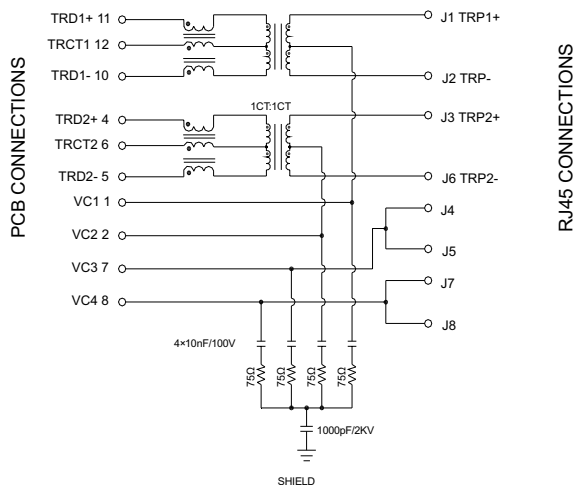 TRD1+ 11
J1 TRP1+
TRCT1 12
TRD1- 10
J2 TRP-
1CT:1CT
TRD2+ 4
J3 TRP2+
TRCT2 6
TRD2- 5
J6 TRP2-
VC1 1
J4
VC2 2
J5
VC3 7
J7
VC4 8
J8
PCB CONNECTIONS
RJ45 CONNECTIONS
4×10nF/100V
75Ω
75Ω
75Ω
75Ω
1000pF/2KV
SHIELD